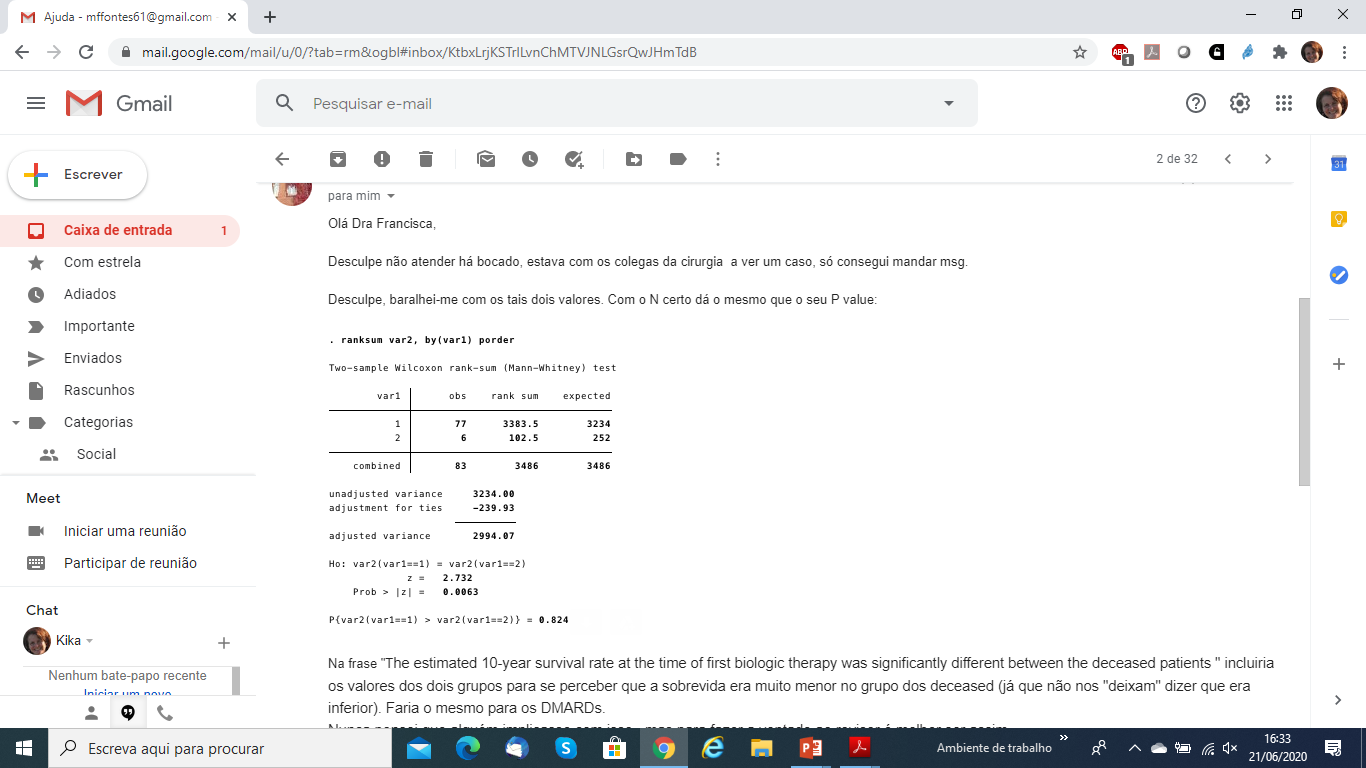 Ajuda - mffontes61@gmail.com
mail.google.com/mail/u/0/?tab=rm&ogbl#inbox/KtbxLrjKSTrlLvnChMTVJNLGsrQwJHmTdB
ABP
1
Gmail
Pesquisar e-mail
Escrever
2 de 32
31
Caixa de entrada 1
Com estrela
Adiados
Importante
Enviados
Rascunhos
Categorias
Social
Meet
Iniciar uma reunião
Participar de reunião
Chat
Kika
Nenhum bate-papo recente
Iniciar um novo
para mim
Olá Dra Francisca,
Desculpe não atender há bocado, estava com os colegas da cirurgia a ver um caso, só consegui mandar msg.
Desculpe, baralhei-me com os tais dois valores. Com o N certo dá o mesmo que o seu P value:
. ranksum var2, by(var1) porder
Two-sample Wilcoxon rank-sum (Mann-Whitney) test
var1 obs rank sum expected
1 77 3383.5 3234
2 6 102.5 252
combined 83 3486 3486
unadjusted variance 3234.00
adjustment for ties -239.93
adjusted variance 2994.07
Ho: var2(var1==1) = var2(var1==2)
z = 2.732
Prob > |z| = 0.0063
P{var2(var1==1) > var2(var1==2)} = 0.824
Na frase "The estimated 10-year survival rate at the time of first biologic therapy was significantly different between the deceased patients " incluiria
os valores dos dois grupos para se perceber que a sobrevida era muito menor no grupo dos deceased (já que não nos "deixam" dizer que era
inferior). Faria o mesmo para os DMARDs.
Escreva aqui para procurar
Ambiente de trabalho
16:33
21/06/2020